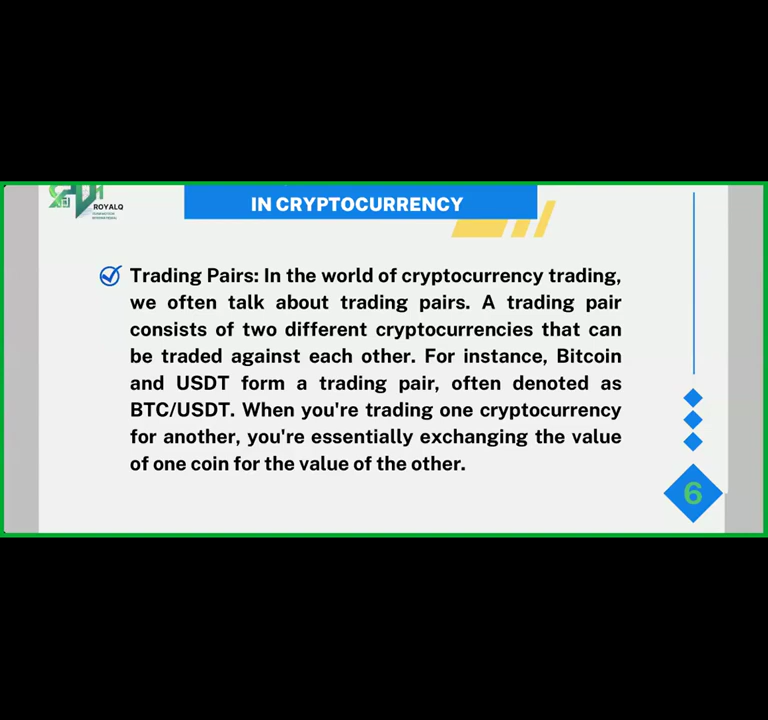 ROYALQ
IN CRYPTOCURRENCY
Trading Pairs: In the world of cryptocurrency trading,
we often talk about trading pairs. A trading pair
consists of two different cryptocurrencies that can
be traded against each other. For instance, Bitcoin
and USDT form a trading pair, often denoted as
BTC/USDT. When you're trading one cryptocurrency
for another, you're essentially exchanging the value
of one coin for the value of the other.
6